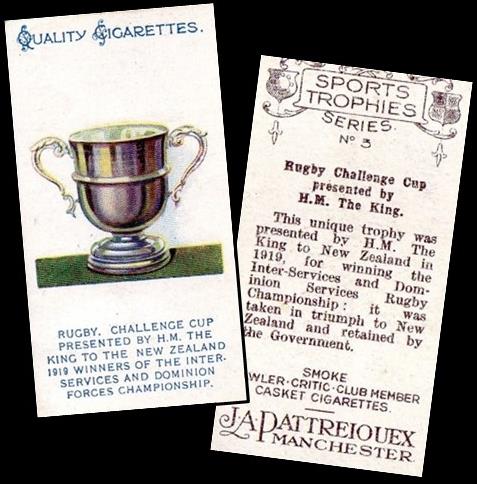 QUALITY CIGARETTES.
RUGBY. CHALLENGE CUP
PRESENTED BY H.M. THE
KING TO THE NEW ZEALAND
1919 WINNERS OF THE INTER-
SERVICES AND DOMINION
FORCES CHAMPIONSHIP.
SPORTS
TROPHIES
SERIES.
No 3
Rugby Challenge Cup
presented by
H.M. The King.
This unique trophy was
presented by H.M. The
King to New Zealand in
1919, for winning the
Inter-Services and Dom-
inion Services Rugby
Championship: it was
taken in triumph to New
Zealand and retained by
the Government.
SMOKE
WLER·CRITIC·CLUB MEMBER
CASKET CIGARETTES.
J.A. PATTREIOUEX
MANCHESTER